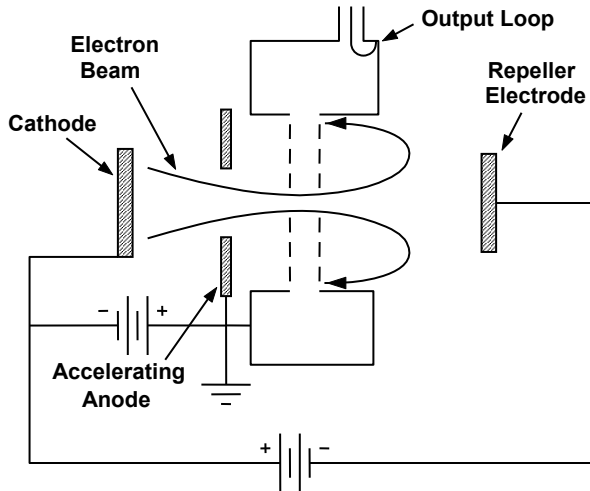 Output Loop
Electron
Beam
Repeller
Electrode
Cathode
– +
Accelerating
Anode
–
+ –